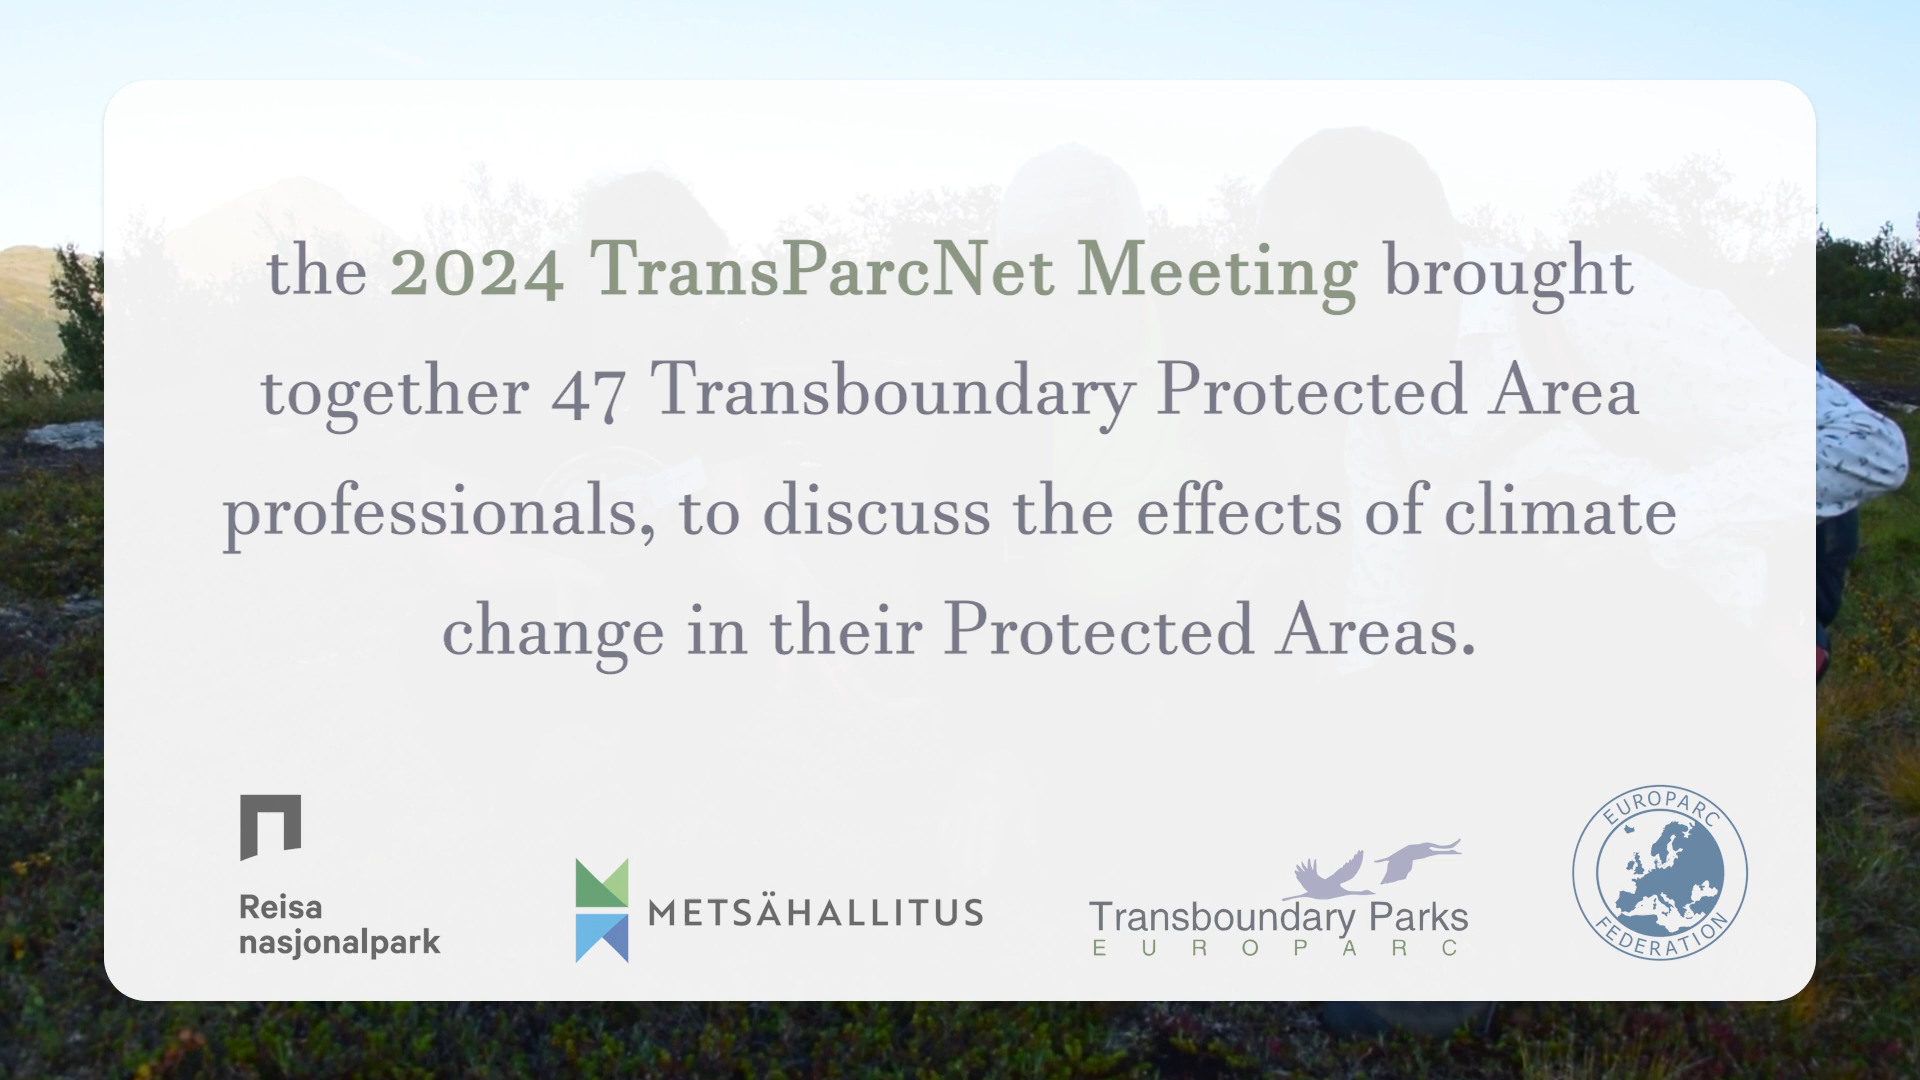 the 2024 TransParcNet Meeting brought
together 47 Transboundary Protected Area
professionals, to discuss the effects of climate
change in their Protected Areas.
Reisa
nasjonalpark
METSÄHALLITUS
Transboundary Parks
EUROPARC
EUROPARC
FEDERATION